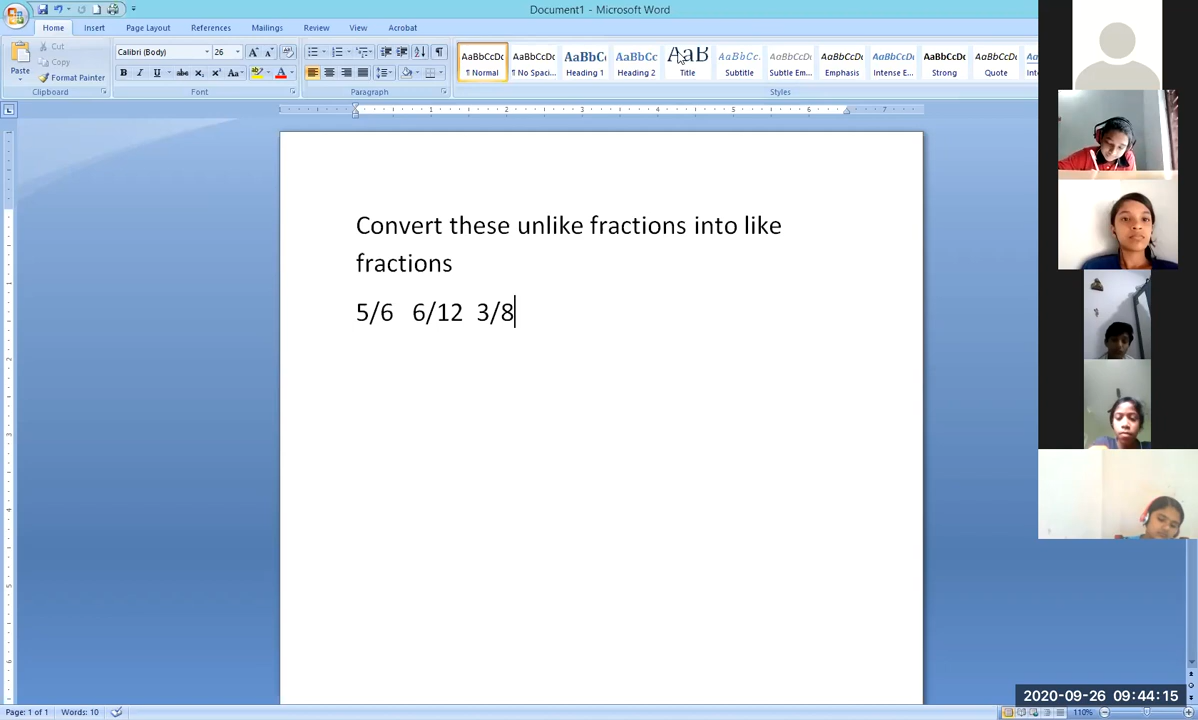 Document1 - Microsoft Word
Home Insert Page Layout References Mailings Review View Acrobat
Paste
Cut
Copy
Format Painter
Clipboard
Calibri (Body) 26
Font
Paragraph
AaBbCcDc AaBbCcDc AaBbCc AaBbCc AaB AaBbCc. AaBbCcDc AaBbCcDc AaBbCcDc AaBbCcDc AaBbCcDc
¶ Normal ¶ No Spaci... Heading 1 Heading 2 Title Subtitle Subtle Em... Emphasis Intense E... Strong Quote
Styles
Convert these unlike fractions into like
fractions
5/6 6/12 3/8
2020-09-26 09:44:15
Page: 1 of 1 Words: 10
110%